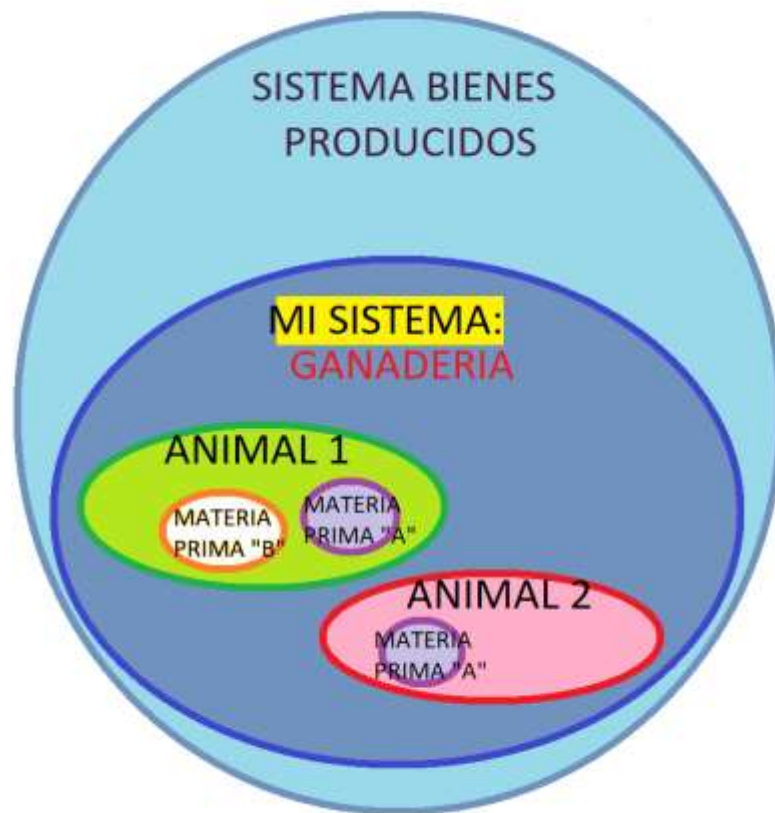 SISTEMA BIENES
PRODUCIDOS
MI SISTEMA:
GANADERIA
ANIMAL 1
MATERIA
PRIMA "B"
MATERIA
PRIMA "A"
ANIMAL 2
MATERIA
PRIMA "A"